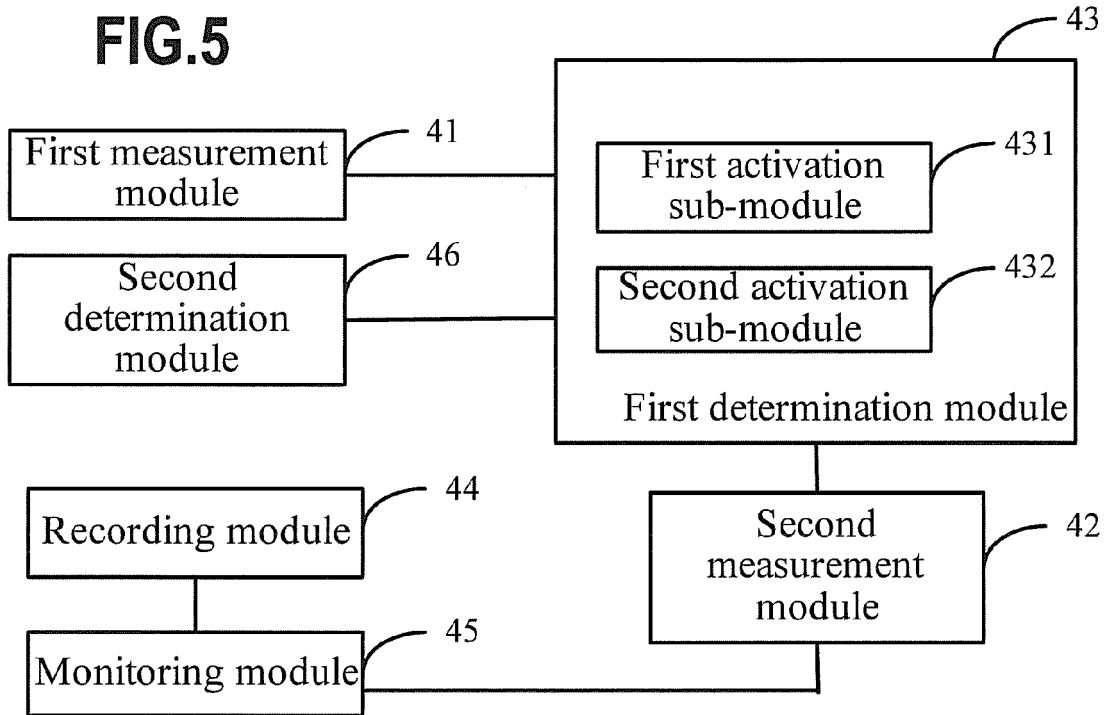 FIG.5
43
41
First measurement
module
431
First activation
sub-module
46
Second
determination
module
432
Second activation
sub-module
First determination module
44
Recording module
42
Second
measurement
module
45
Monitoring module